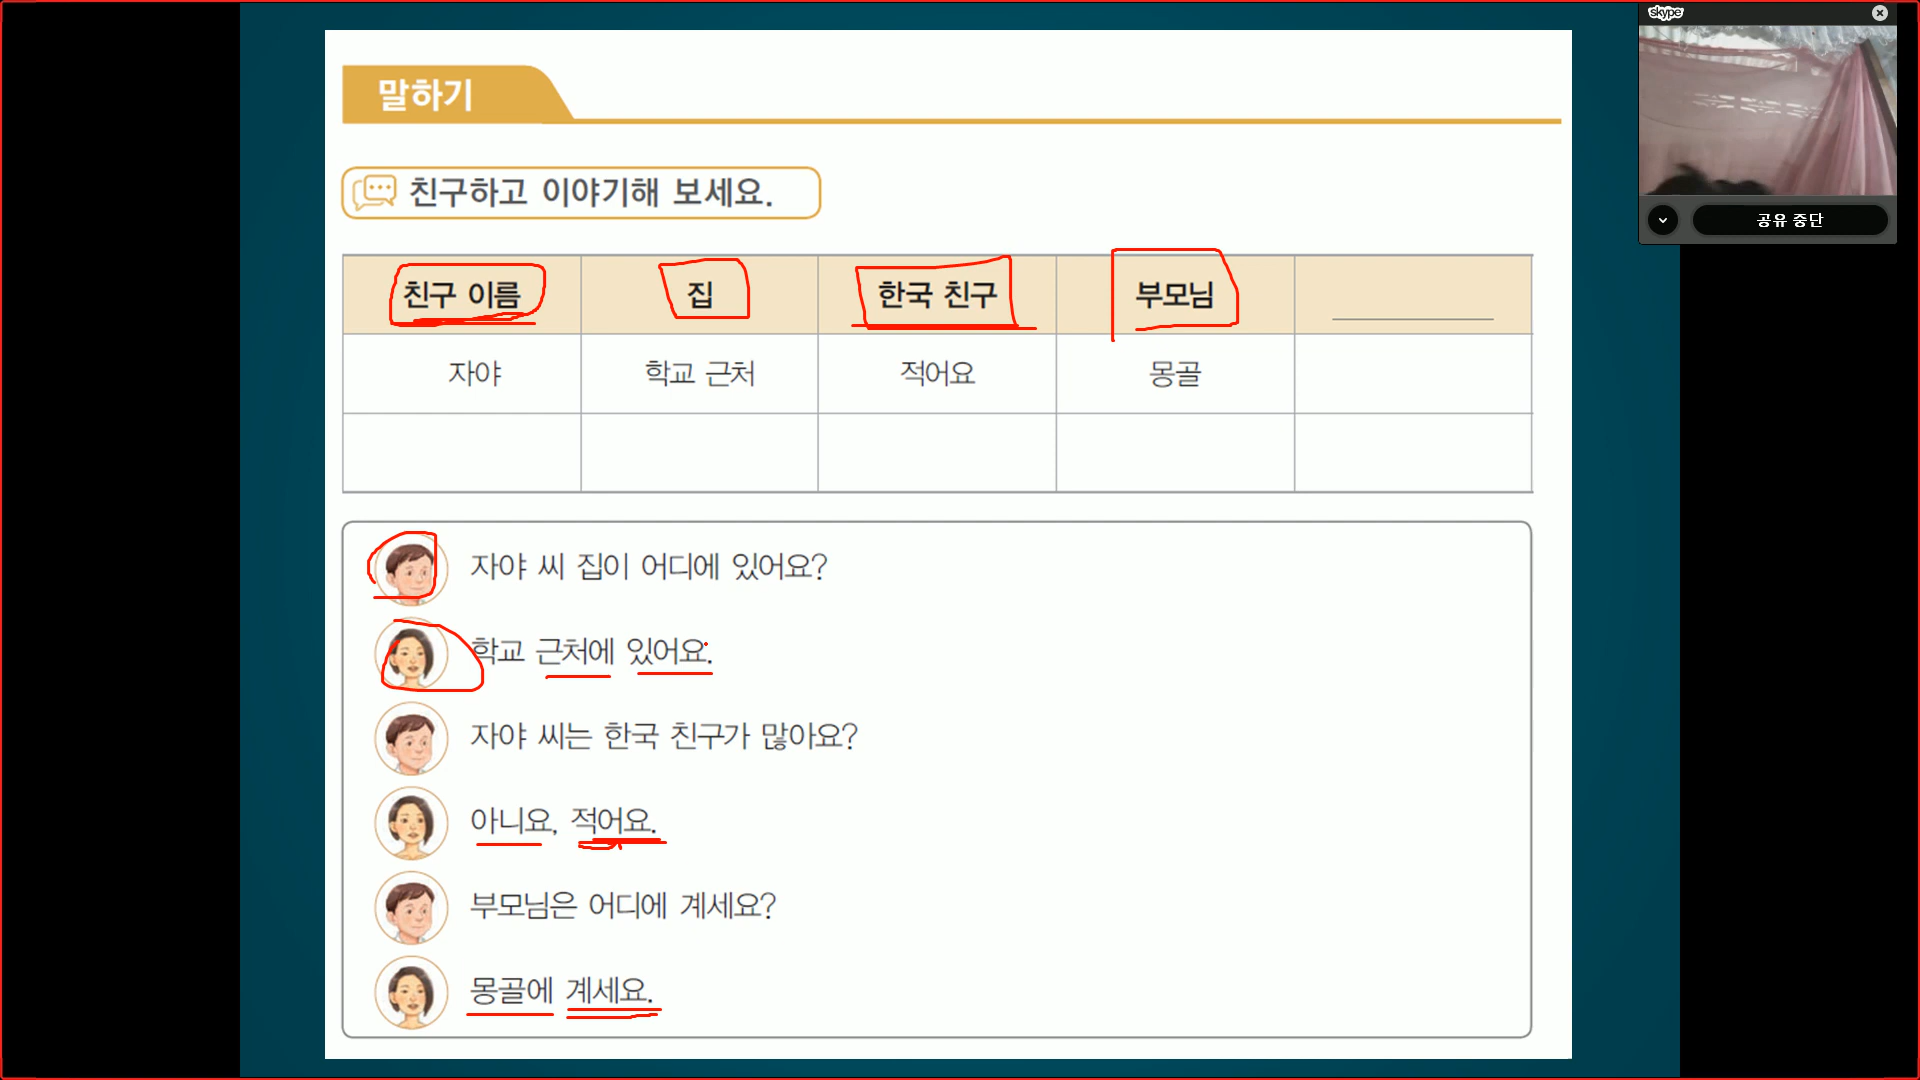 skype
공유 중단
말하기
친구하고 이야기해 보세요.
친구 이름 집 한국 친구 부모님
자야 학교 근처 적어요 몽골
자야 씨 집이 어디에 있어요?
학교 근처에 있어요.
자야 씨는 한국 친구가 많아요?
아니요, 적어요.
부모님은 어디에 계세요?
몽골에 계세요.